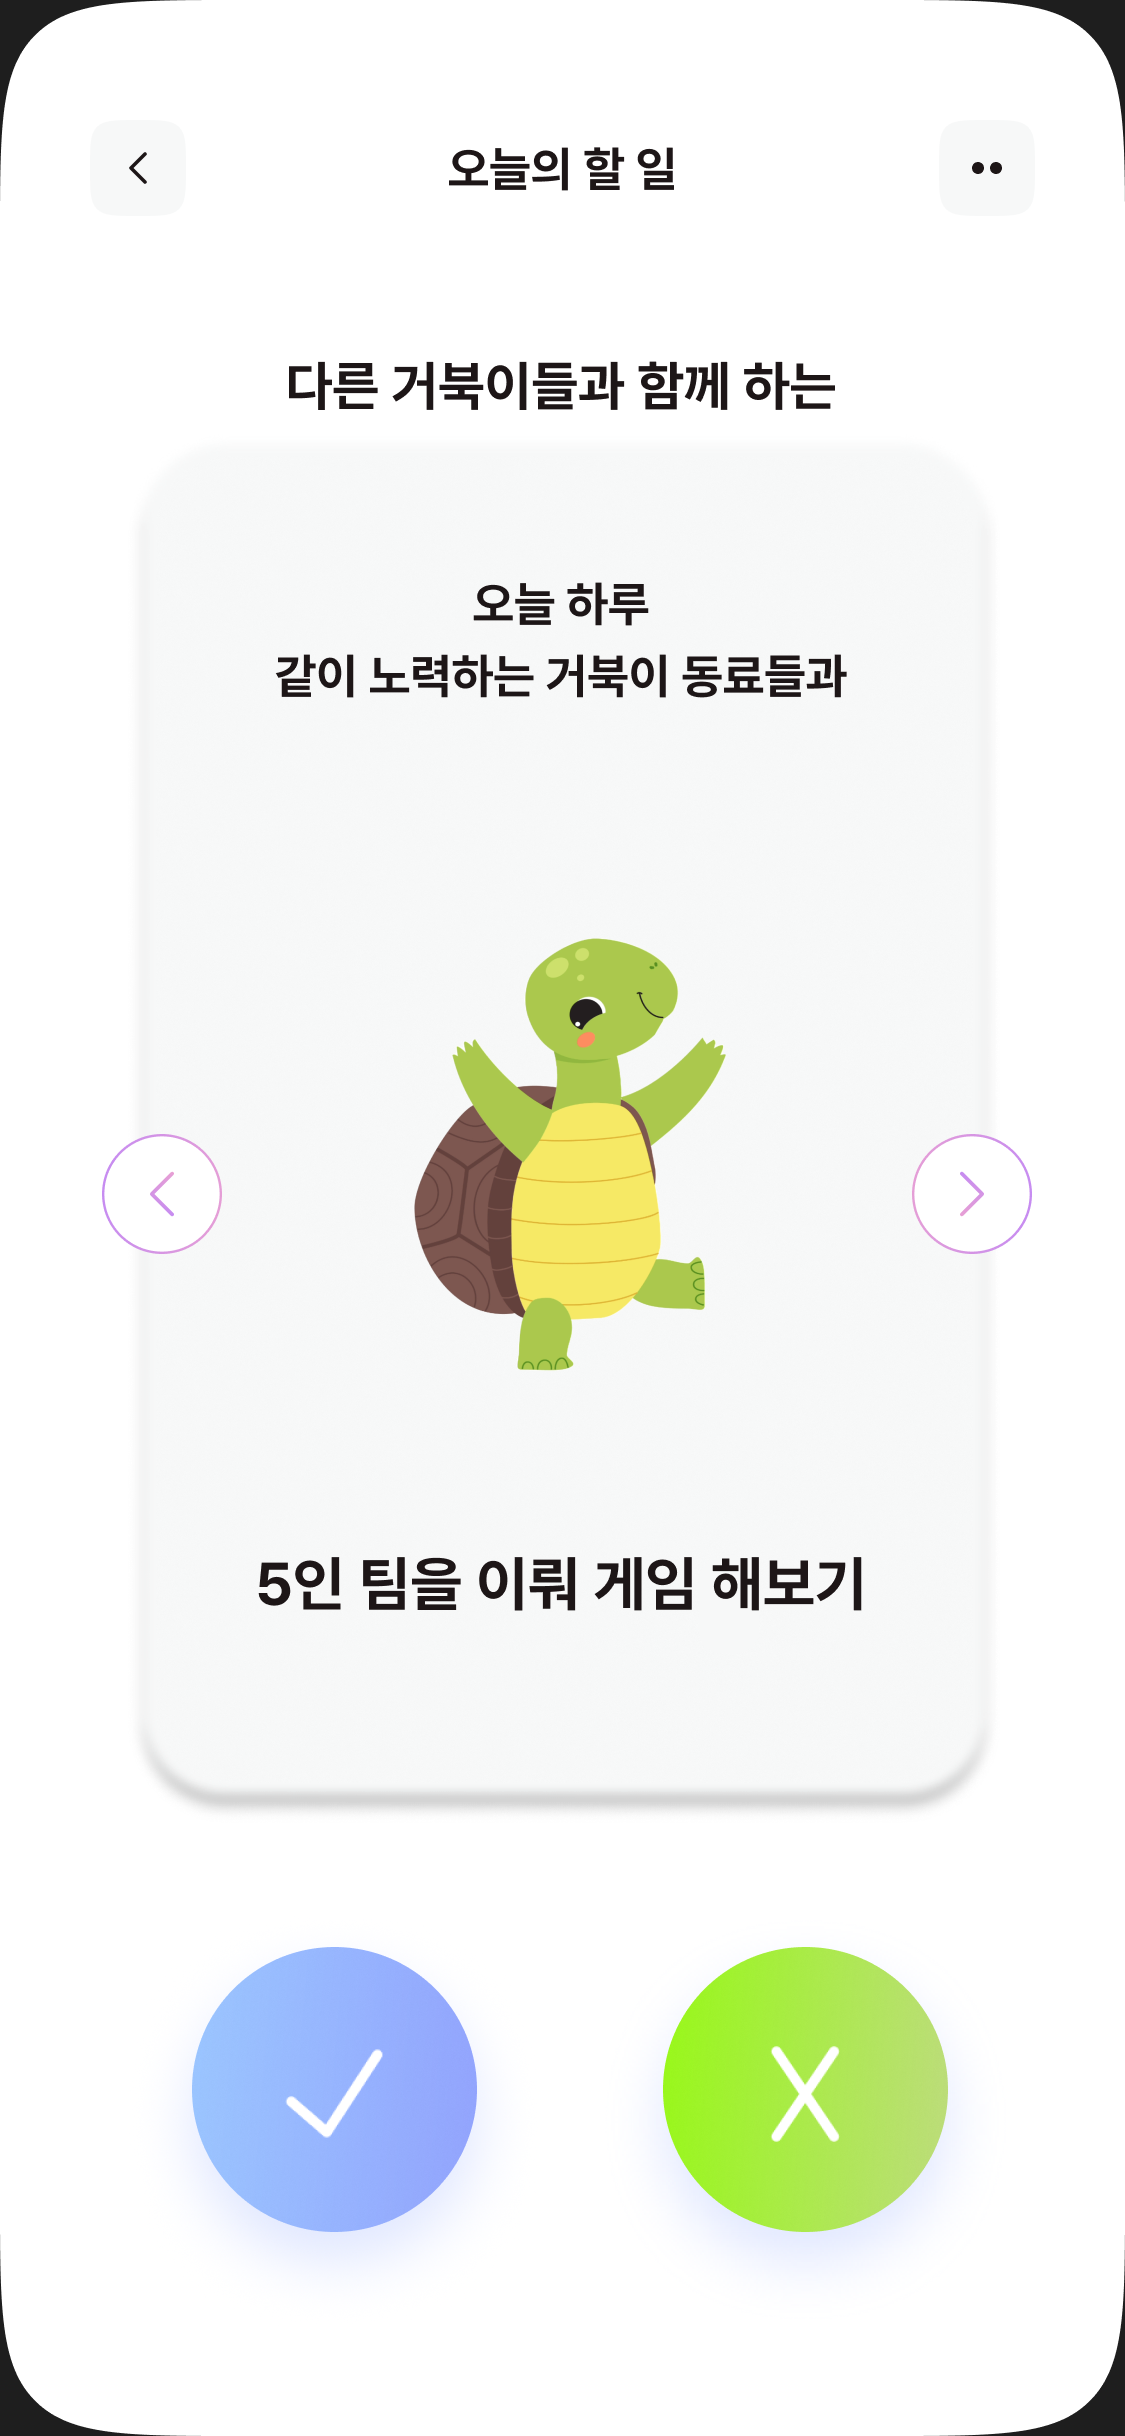 오늘의 할 일
다른 거북이들과 함께 하는
오늘 하루
같이 노력하는 거북이 동료들과
5인 팀을 이뤄 게임 해보기